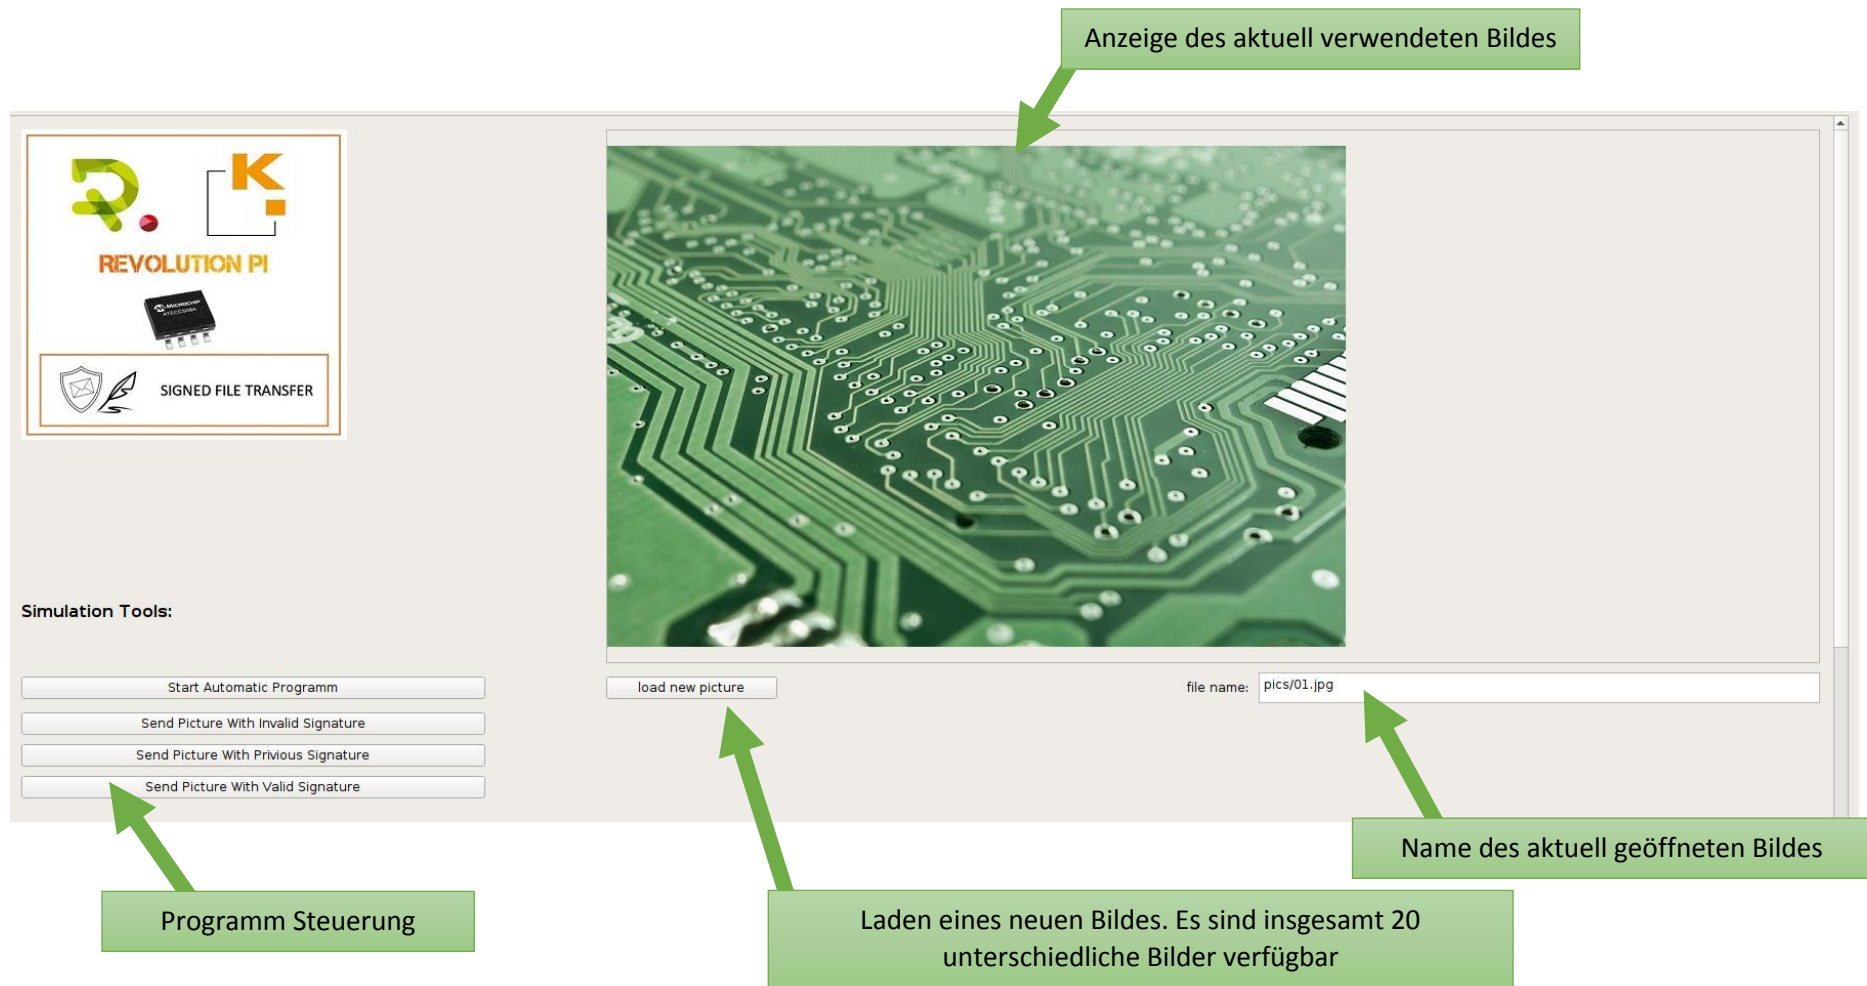 Anzeige des aktuell verwendeten Bildes
REVOLUTION PI
MICROCHIP
ATECC508A
SIGNED FILE TRANSFER
Simulation Tools:
Start Automatic Programm
Send Picture With Invalid Signature
Send Picture With Privious Signature
Send Picture With Valid Signature
load new picture
file name:
pics/01.jpg
Name des aktuell geöffneten Bildes
Programm Steuerung
Laden eines neuen Bildes. Es sind insgesamt 20
unterschiedliche Bilder verfügbar